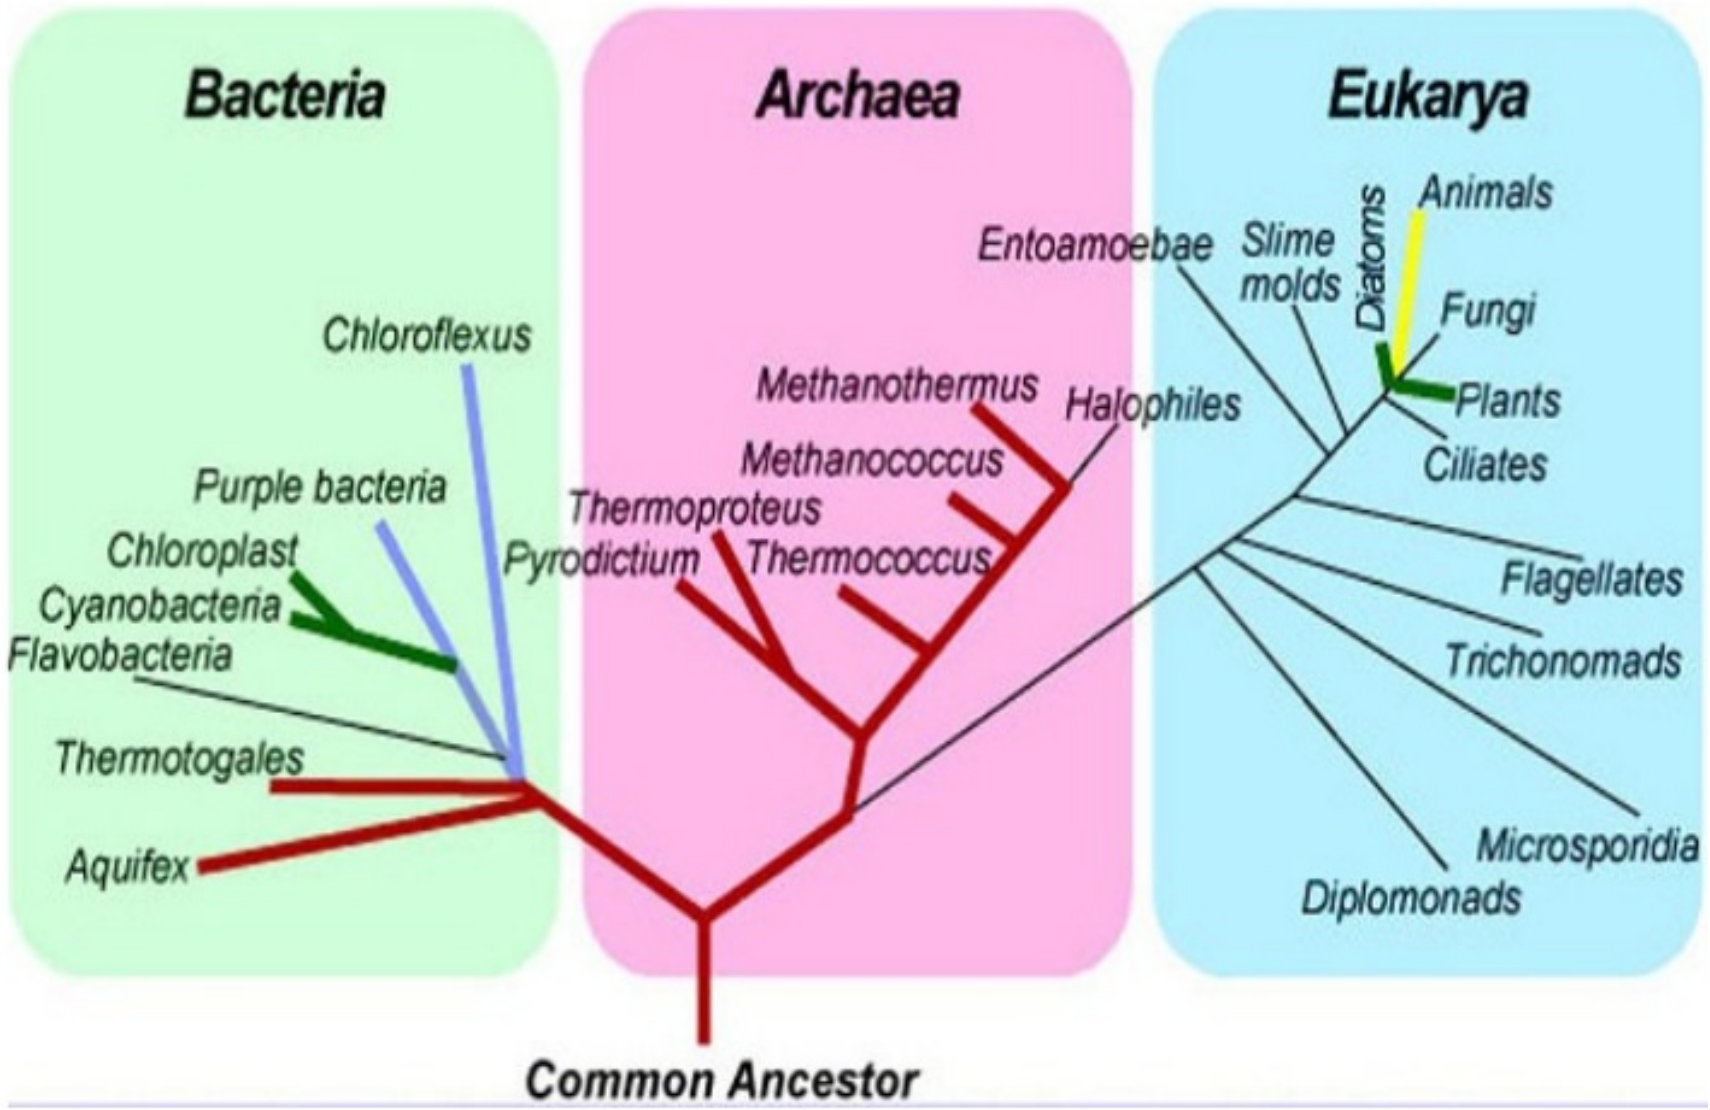 Bacteria
Archaea
Eukarya
Animals
Diatoms
Entoamoebae
Slime
molds
Fungi
Chloroflexus
Methanothermus
Halophiles
Plants
Methanococcus
Ciliates
Purple bacteria
Thermoproteus
Chloroplast
Pyrodictium
Thermococcus
Flagellates
Cyanobacteria
Flavobacteria
Trichonomads
Thermotogales
Microsporidia
Aquifex
Diplomonads
Common Ancestor